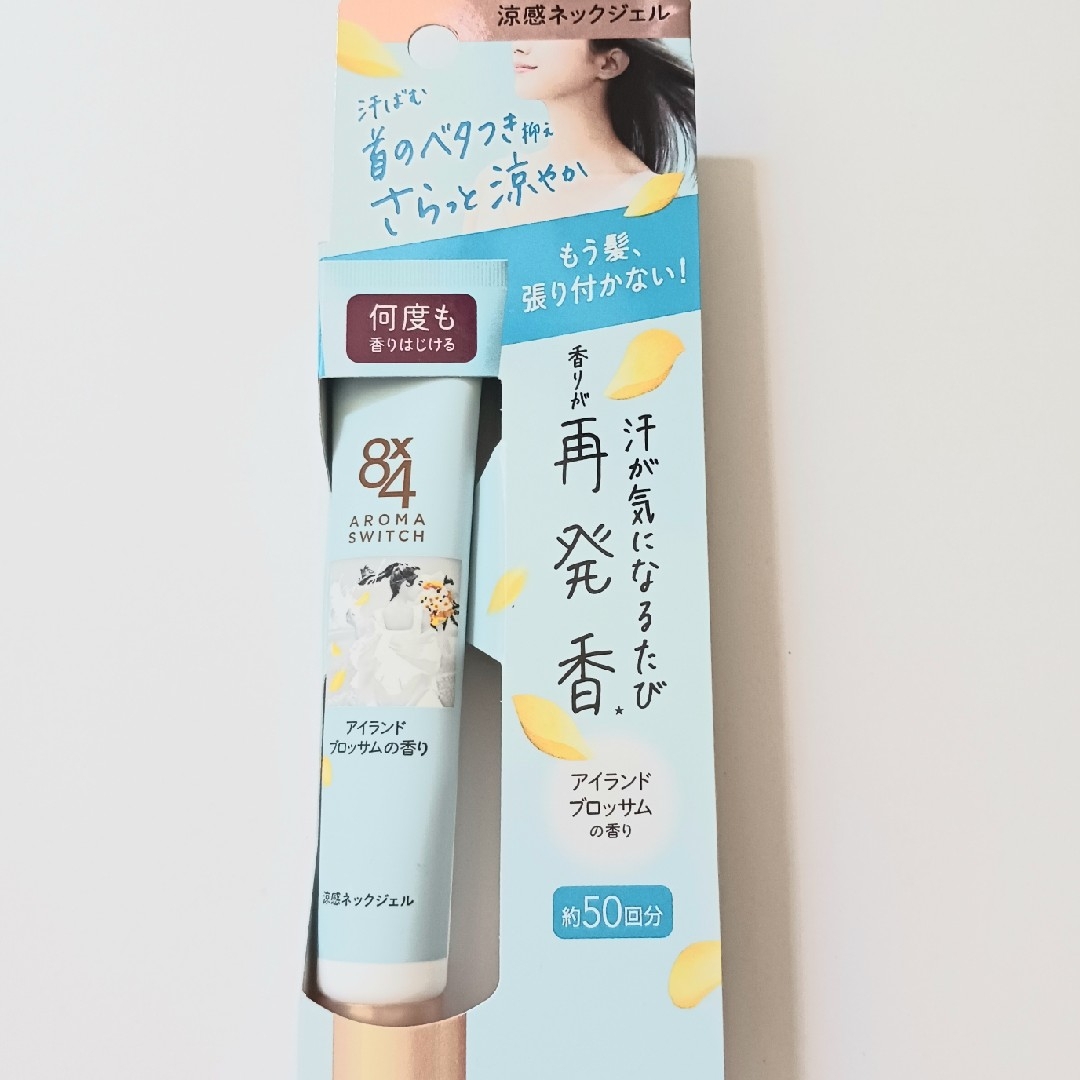 涼感ネックジェル
汗ばむ
首のベタつき抑え
さらっと涼やか
もう髪、
張り付かない!
何度も
香りはじける
汗が気になるたび
香りが
再発香★
8x4
AROMA
SWITCH
アイランド
ブロッサムの香り
涼感ネックジェル
アイランド
ブロッサム
の香り
約50回分